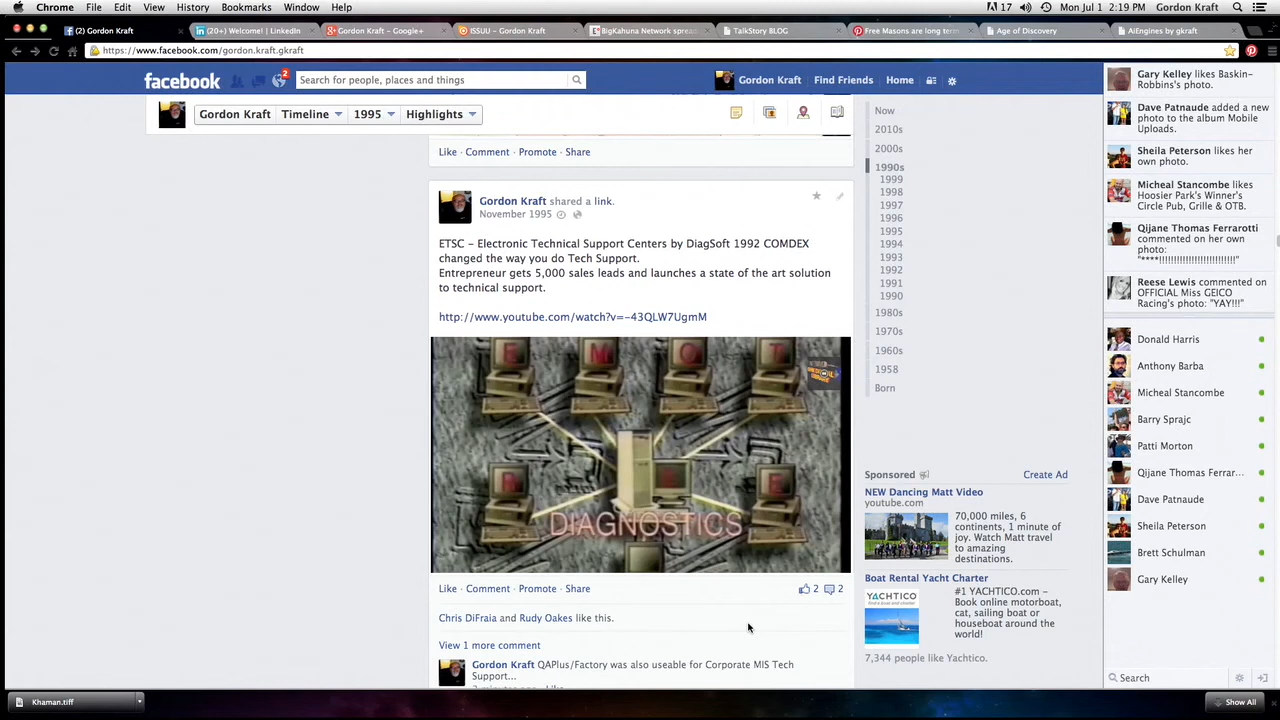 Chrome File Edit View History Bookmarks Window Help 17 Mon Jul 1 2:19 PM Gordon Kraft
(2) Gordon Kraft
(20+) Welcome! | LinkedIn
Gordon Kraft - Google+
ISSUU - Gordon Kraft
BigKahuna Network spread
TalkStory BLOG
Free Masons are long term
Age of Discovery
AiEngines by gkraft
https://www.facebook.com/gordon.kraft.gkraft
facebook
2
Search for people, places and things
Gordon Kraft Find Friends Home
Gordon Kraft Timeline 1995 Highlights
Like · Comment · Promote · Share
Gordon Kraft shared a link.
November 1995
ETSC - Electronic Technical Support Centers by DiagSoft 1992 COMDEX
changed the way you do Tech Support.
Entrepreneur gets 5,000 sales leads and launches a state of the art solution
to technical support.
http://www.youtube.com/watch?v=-43QLW7UgmM
E M O T
R E
DIAGNOSTICS
Like · Comment · Promote · Share 2 2
Chris DiFraia and Rudy Oakes like this.
View 1 more comment
Gordon Kraft QAPlus/Factory was also useable for Corporate MIS Tech
Support...
Now
2010s
2000s
1990s
1999
1998
1997
1996
1995
1994
1993
1992
1991
1990
1980s
1970s
1960s
1958
Born
Sponsored Create Ad
NEW Dancing Matt Video
youtube.com
70,000 miles, 6
continents, 1 minute of
joy. Watch Matt travel
to amazing
destinations.
Boat Rental Yacht Charter
YACHTICO
#1 YACHTICO.com -
Book online motorboat,
cat, sailing boat or
houseboat around the
world!
7,344 people like Yachtico.
Gary Kelley likes Baskin-
Robbins's photo.
Dave Patnaude added a new
photo to the album Mobile
Uploads.
Sheila Peterson likes her
own photo.
Micheal Stancombe likes
Hoosier Park's Winner's
Circle Pub, Grille & OTB.
Qijane Thomas Ferrarotti
commented on her own
photo:
Reese Lewis commented on
OFFICIAL Miss GEICO
Racing's photo: "YAY!!!"
Donald Harris
Anthony Barba
Micheal Stancombe
Barry Sprajc
Patti Morton
Qijane Thomas Ferrar...
Dave Patnaude
Sheila Peterson
Brett Schulman
Gary Kelley
Search
Khaman.tiff
Show All